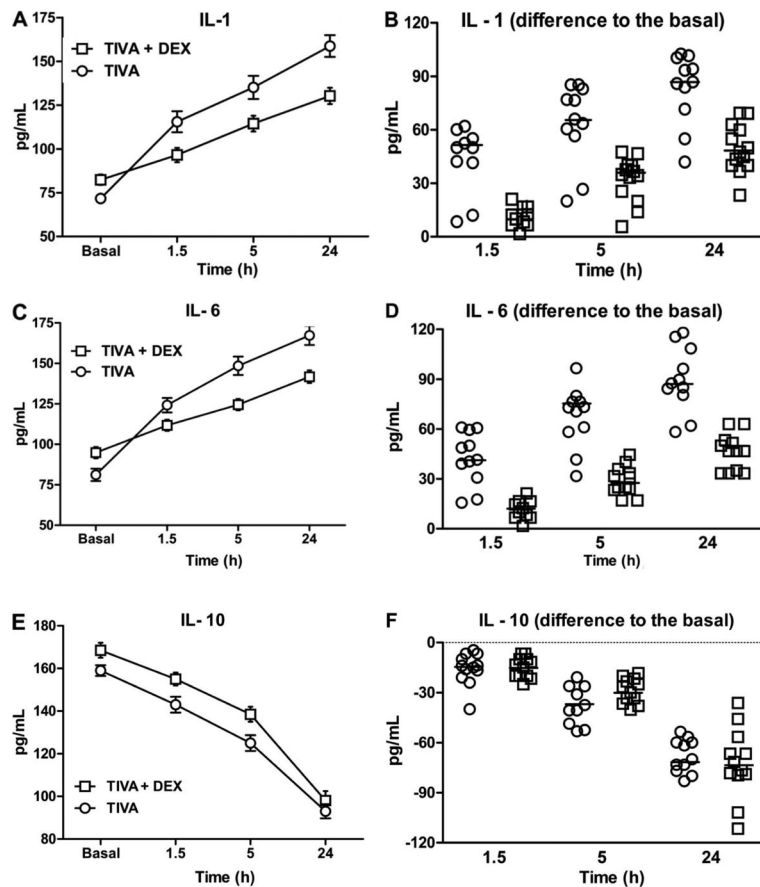 A
IL-1
175
150
125
100
75
50
pg/mL
TIVA + DEX
TIVA
Basal
1.5
5
24
Time (h)
B
IL - 1 (difference to the basal)
120
90
60
30
0
pg/mL
1.5
5
24
Time (h)
C
IL- 6
175
150
125
100
75
50
pg/mL
TIVA + DEX
TIVA
Basal
1.5
5
24
Time (h)
D
IL - 6 (difference to the basal)
120
90
60
30
0
pg/mL
1.5
5
24
Time (h)
E
IL- 10
180
160
140
120
100
80
pg/mL
TIVA + DEX
TIVA
Basal
1.5
5
24
Time (h)
F
IL - 10 (difference to the basal)
0
-30
-60
-90
-120
pg/mL
1.5
5
24
Time (h)